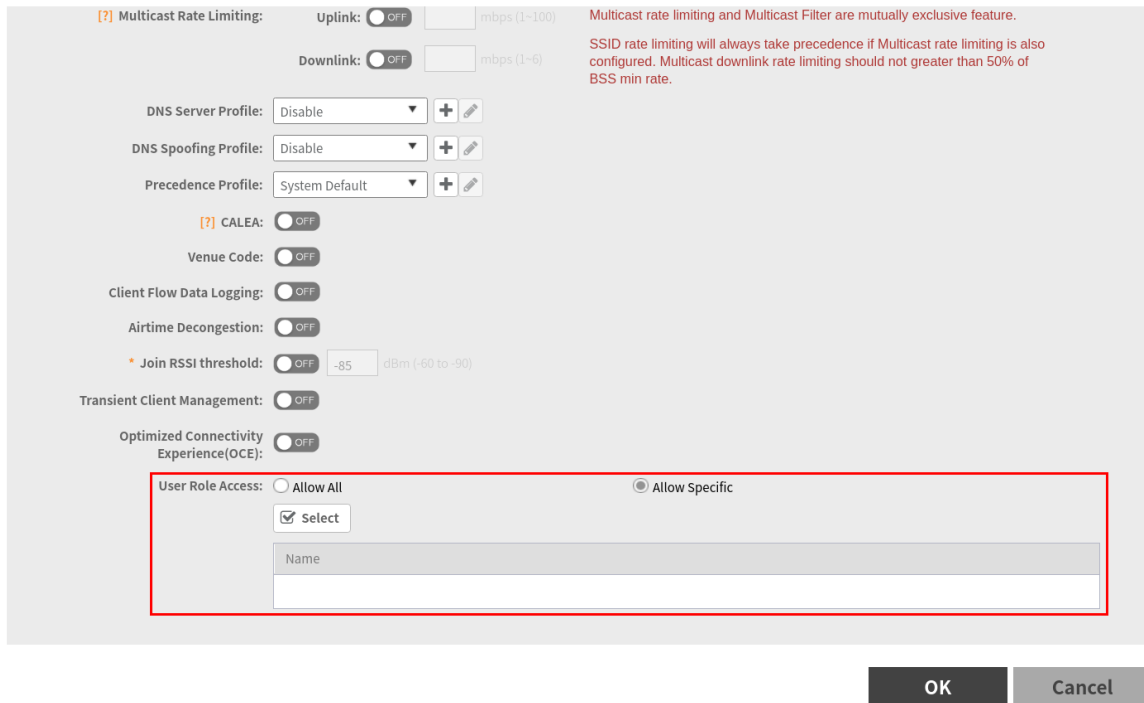 [?] Multicast Rate Limiting: Uplink: OFF mbps (1~100) Multicast rate limiting and Multicast Filter are mutually exclusive feature.
Downlink: OFF mbps (1~6) SSID rate limiting will always take precedence if Multicast rate limiting is also
configured. Multicast downlink rate limiting should not greater than 50% of
BSS min rate.
DNS Server Profile: Disable
DNS Spoofing Profile: Disable
Precedence Profile: System Default
[?] CALEA: OFF
Venue Code: OFF
Client Flow Data Logging: OFF
Airtime Decongestion: OFF
* Join RSSI threshold: OFF -85 dBm (-60 to -90)
Transient Client Management: OFF
Optimized Connectivity
Experience(OCE): OFF
User Role Access: Allow All Allow Specific
Select
Name
OK Cancel